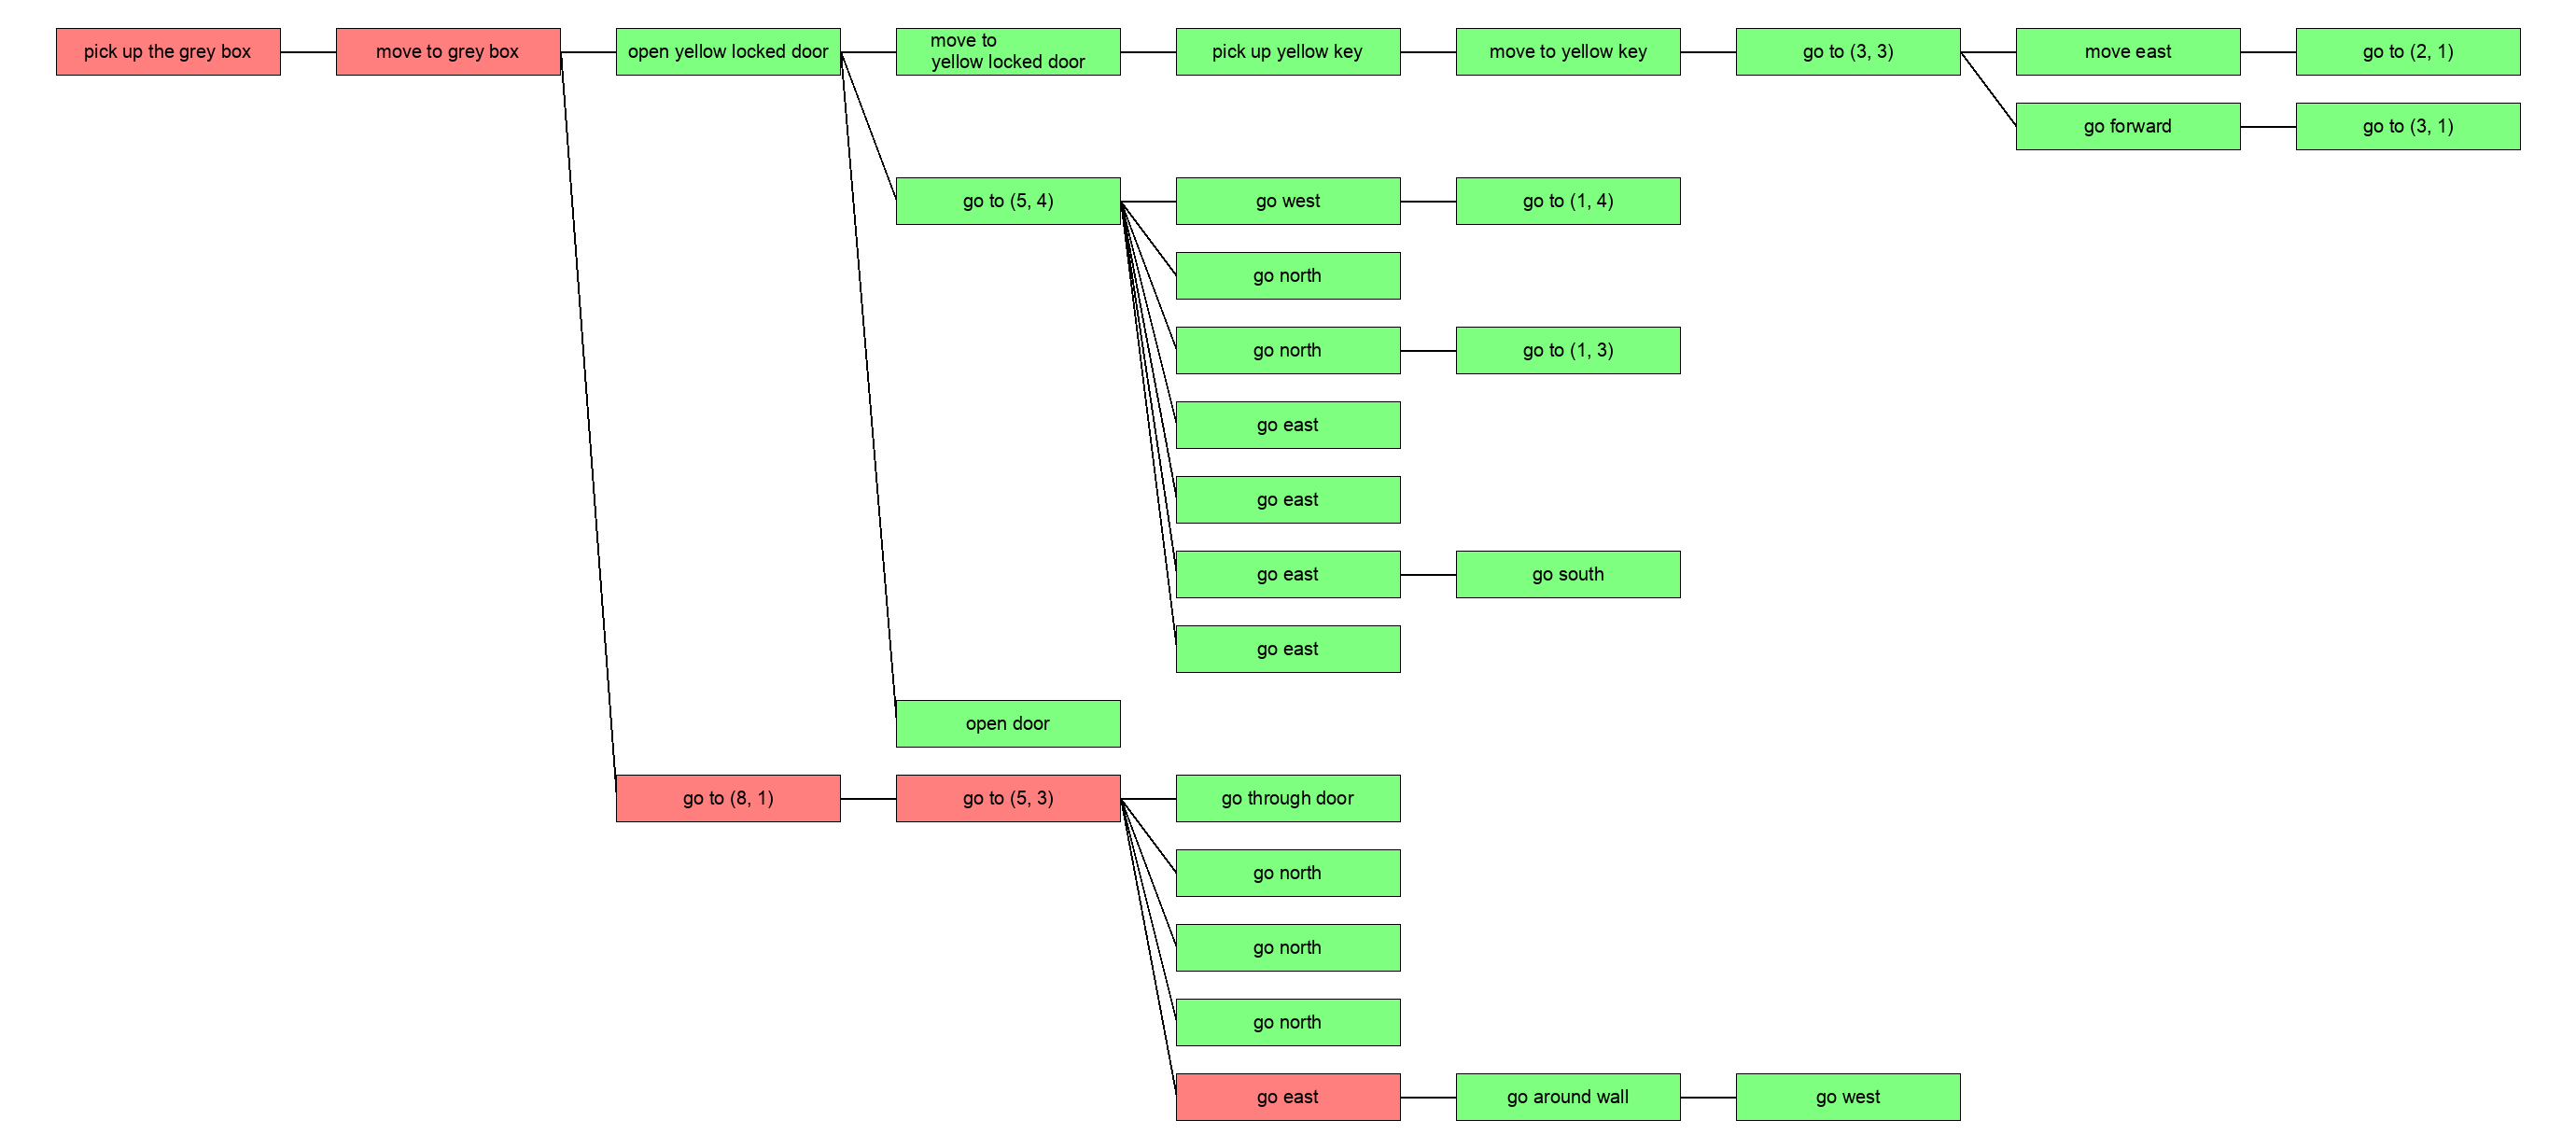 pick up the grey box
move to grey box
open yellow locked door
move to
yellow locked door
pick up yellow key
move to yellow key
go to (3, 3)
move east
go to (2, 1)
go forward
go to (3, 1)
go to (5, 4)
go west
go to (1, 4)
go north
go north
go to (1, 3)
go east
go east
go east
go south
go east
open door
go to (8, 1)
go to (5, 3)
go through door
go north
go north
go north
go east
go around wall
go west